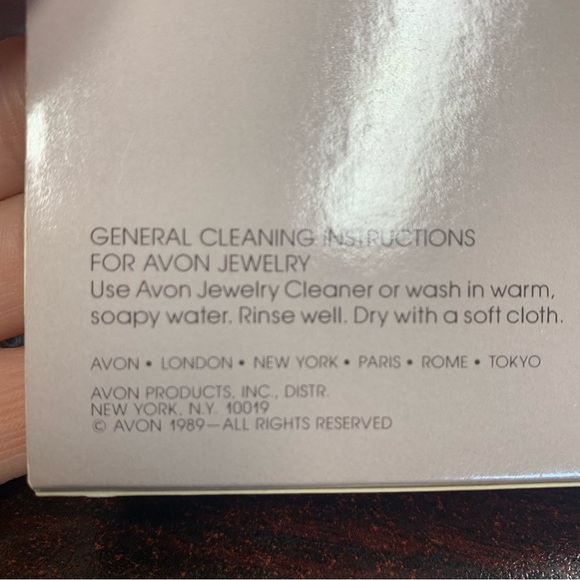 GENERAL CLEANING INSTRUCTIONS
FOR AVON JEWELRY
Use Avon Jewelry Cleaner or wash in warm,
soapy water. Rinse well. Dry with a soft cloth.
AVON • LONDON • NEW YORK • PARIS • ROME • TOKYO
AVON PRODUCTS, INC., DISTR.
NEW YORK, N.Y. 10019
© AVON 1989—ALL RIGHTS RESERVED